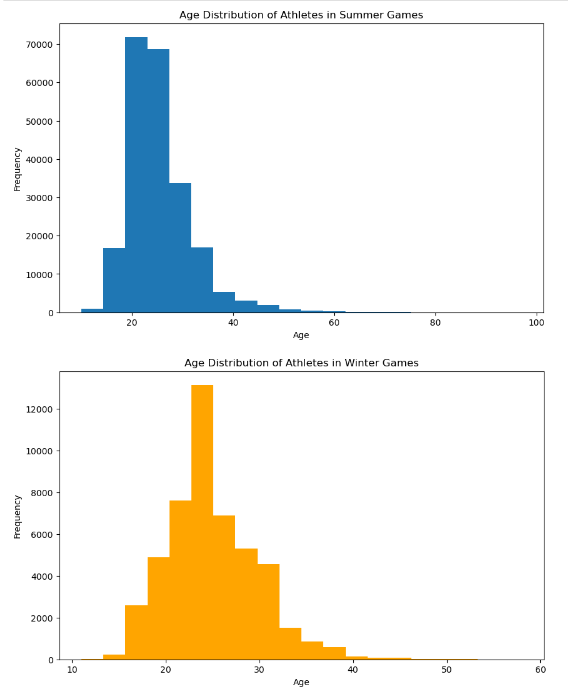 Age Distribution of Athletes in Summer Games
70000
60000
50000
40000
30000
20000
10000
0
Frequency
20 40 60 80 100
Age
Age Distribution of Athletes in Winter Games
12000
10000
8000
6000
4000
2000
0
Frequency
10 20 30 40 50 60
Age